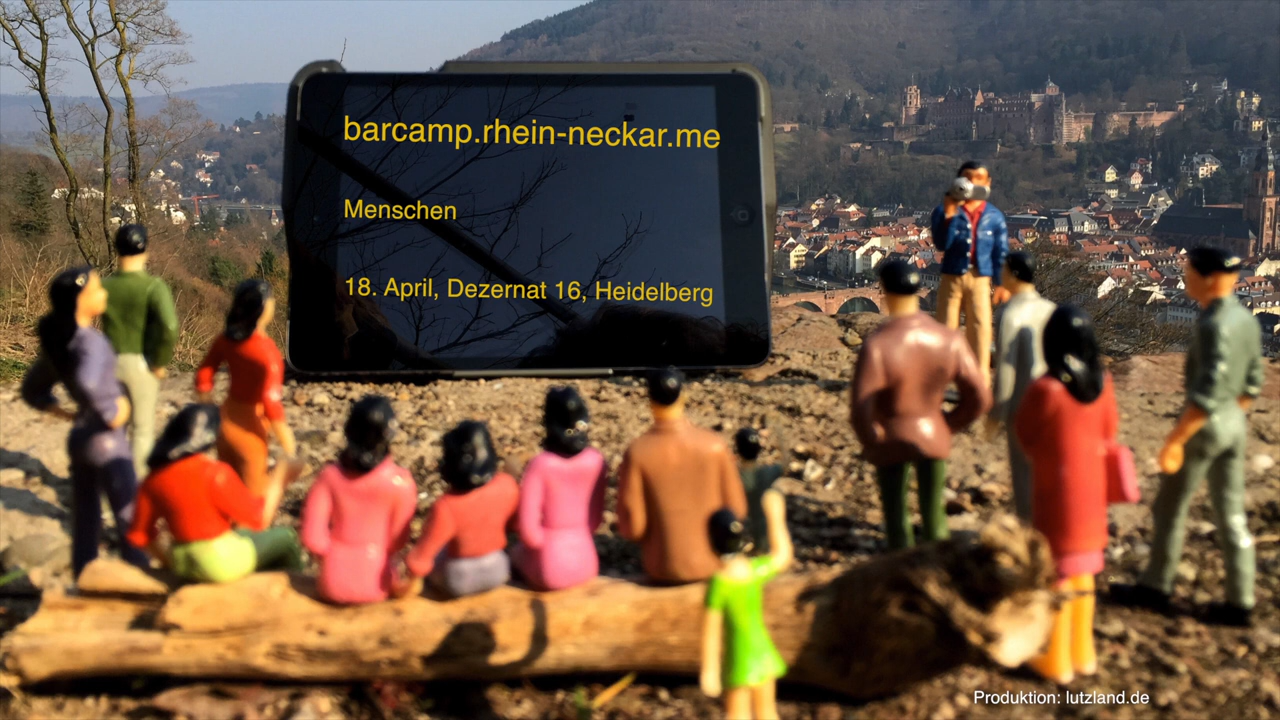 barcamp.rhein-neckar.me
Menschen
18. April, Dezernat 16, Heidelberg
Produktion: lutzland.de